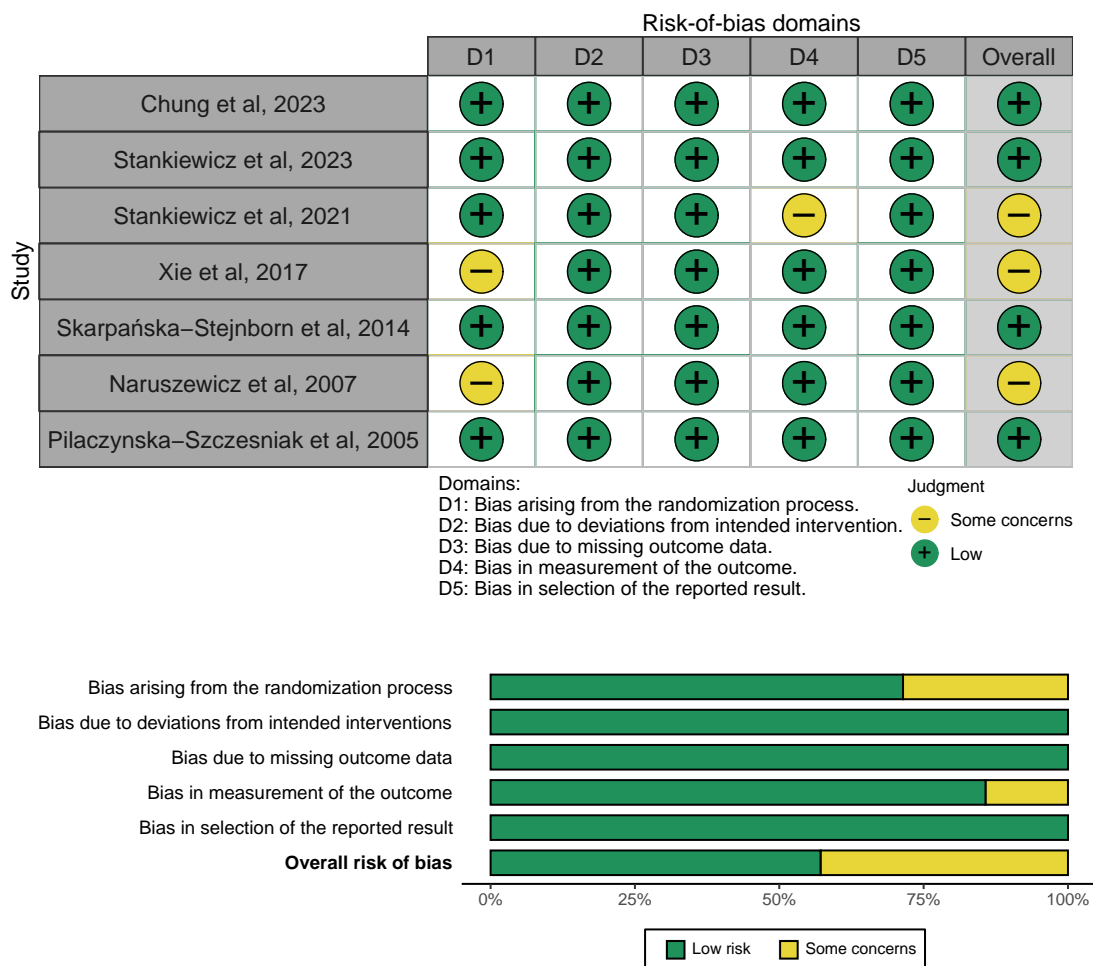 Risk-of-bias domains
D1 D2 D3 D4 D5 Overall
Study
Chung et al, 2023 + + + + + +
Stankiewicz et al, 2023 + + + + + +
Stankiewicz et al, 2021 + + + − + −
Xie et al, 2017 − + + + + −
Skarpańska−Stejnborn et al, 2014 + + + + + +
Naruszewicz et al, 2007 − + + + + −
Pilaczynska−Szczesniak et al, 2005 + + + + + +
Domains:
D1: Bias arising from the randomization process.
D2: Bias due to deviations from intended intervention.
D3: Bias due to missing outcome data.
D4: Bias in measurement of the outcome.
D5: Bias in selection of the reported result.
Judgment
− Some concerns
+ Low
Bias arising from the randomization process
Bias due to deviations from intended interventions
Bias due to missing outcome data
Bias in measurement of the outcome
Bias in selection of the reported result
Overall risk of bias
0% 25% 50% 75% 100%
Low risk Some concerns